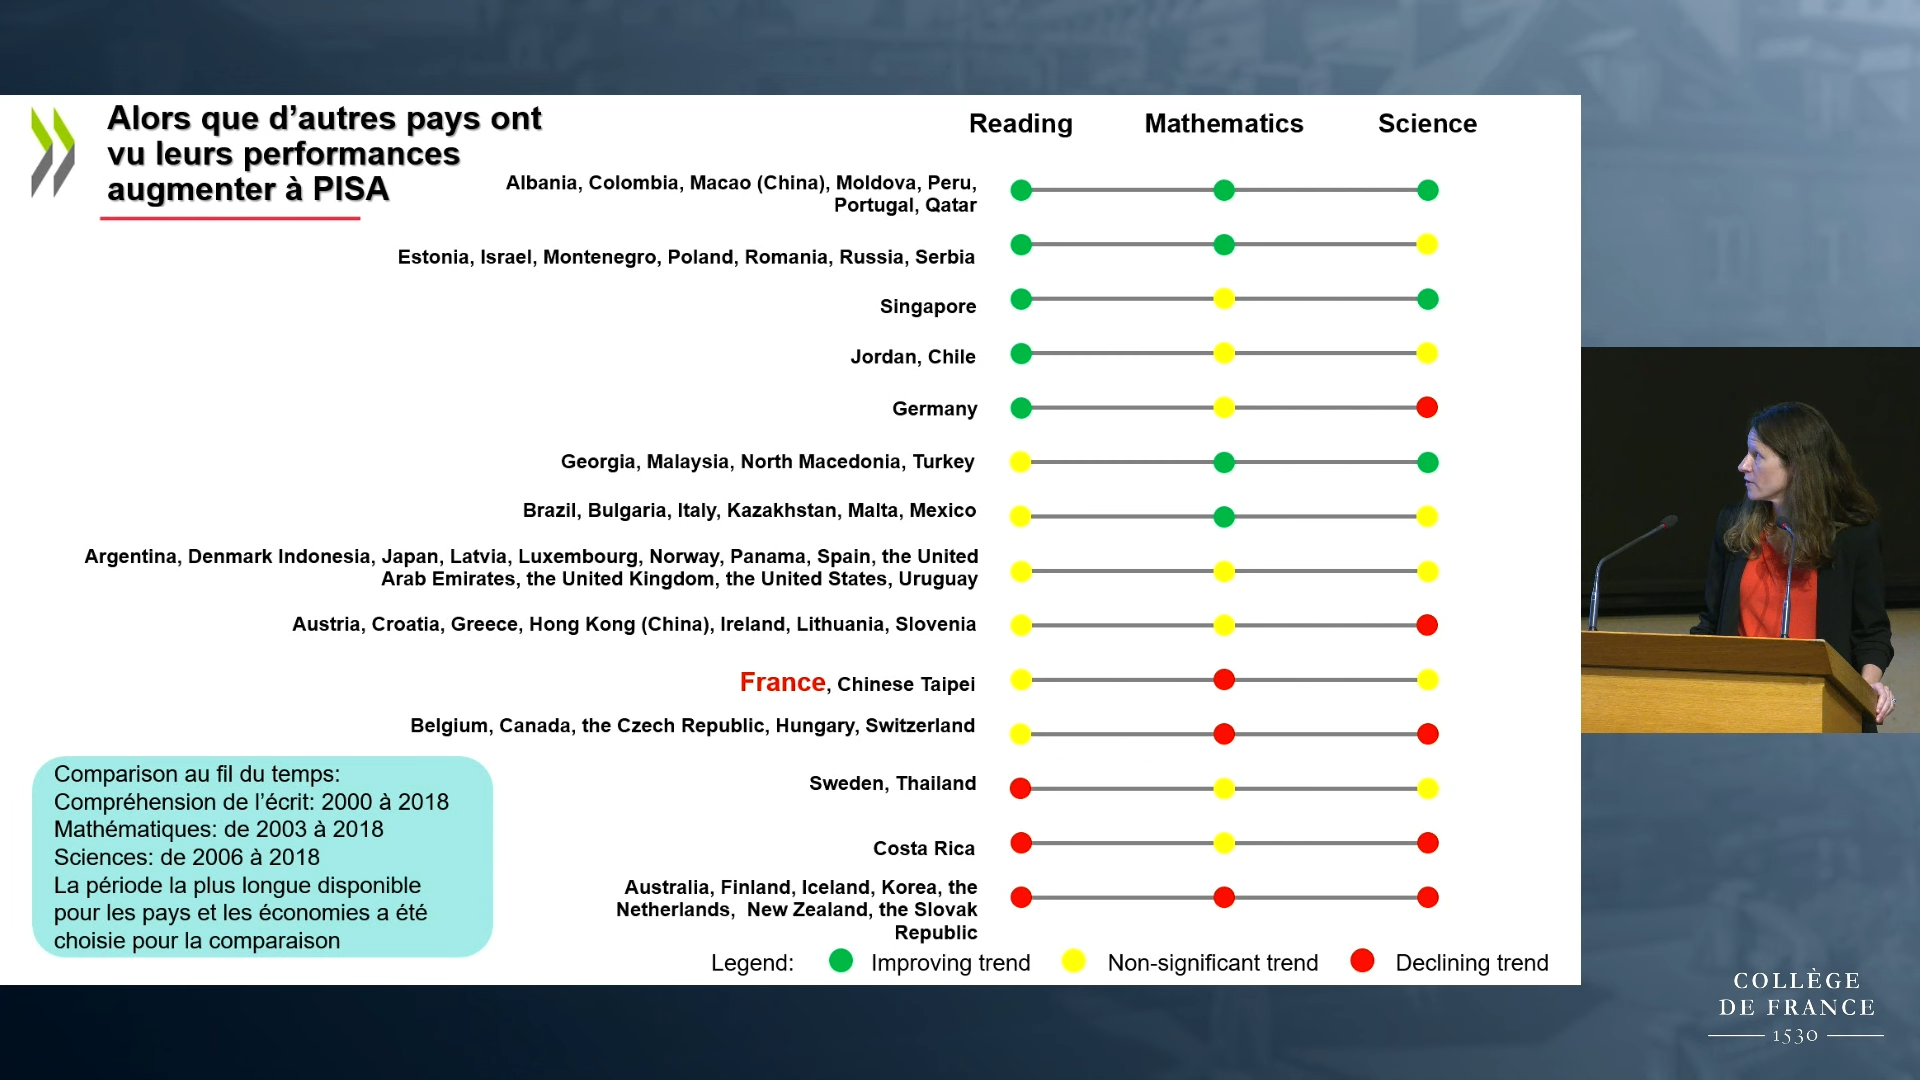 Alors que d’autres pays ont
vu leurs performances
augmenter à PISA
Reading
Mathematics
Science
Albania, Colombia, Macao (China), Moldova, Peru,
Portugal, Qatar
Estonia, Israel, Montenegro, Poland, Romania, Russia, Serbia
Singapore
Jordan, Chile
Germany
Georgia, Malaysia, North Macedonia, Turkey
Brazil, Bulgaria, Italy, Kazakhstan, Malta, Mexico
Argentina, Denmark Indonesia, Japan, Latvia, Luxembourg, Norway, Panama, Spain, the United
Arab Emirates, the United Kingdom, the United States, Uruguay
Austria, Croatia, Greece, Hong Kong (China), Ireland, Lithuania, Slovenia
France, Chinese Taipei
Belgium, Canada, the Czech Republic, Hungary, Switzerland
Sweden, Thailand
Costa Rica
Australia, Finland, Iceland, Korea, the
Netherlands, New Zealand, the Slovak
Republic
Comparison au fil du temps:
Compréhension de l’écrit: 2000 à 2018
Mathématiques: de 2003 à 2018
Sciences: de 2006 à 2018
La période la plus longue disponible
pour les pays et les économies a été
choisie pour la comparaison
Legend:
Improving trend
Non-significant trend
Declining trend
COLLÈGE
DE FRANCE
1530